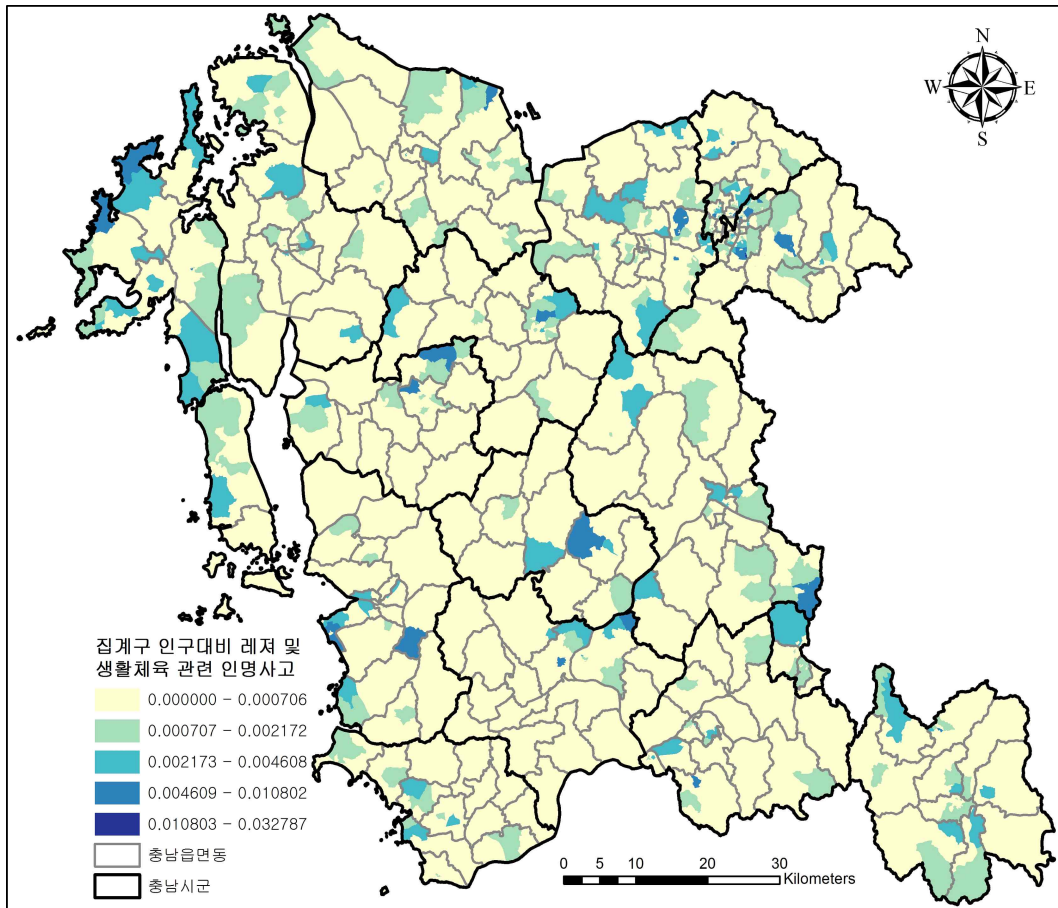 N
W E
S
집계구 인구대비 레져 및
생활체육 관련 인명사고
0.000000 - 0.000706
0.000707 - 0.002172
0.002173 - 0.004608
0.004609 - 0.010802
0.010803 - 0.032787
충남읍면동
충남시군
0 5 10 20 30
Kilometers